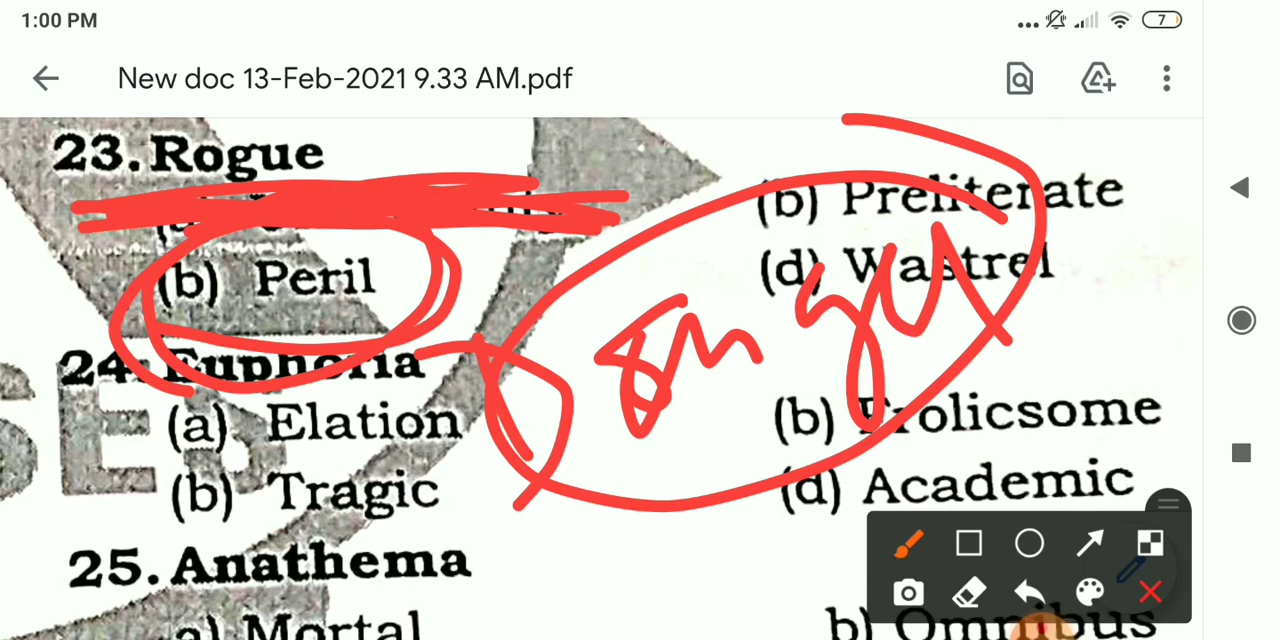 1:00 PM
7
New doc 13-Feb-2021 9.33 AM.pdf
23. Rogue
(b) Preliterate
(b) Peril
(d) Wastrel
24. Euphoria
(a) Elation
(b) Frolicsome
(b) Tragic
(d) Academic
25. Anathema
a) Mortal
b) Omnibus